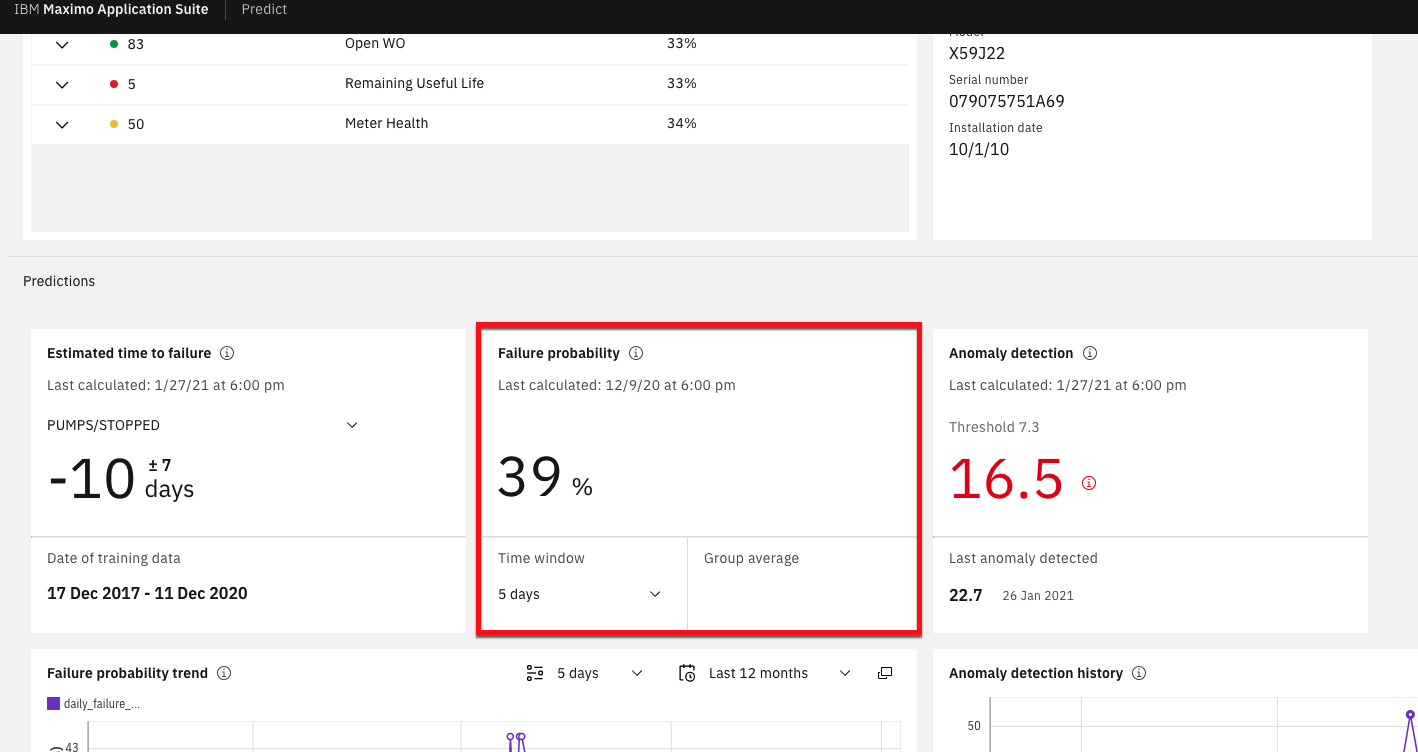 IBM Maximo Application Suite Predict
83 Open WO 33%
5 Remaining Useful Life 33%
50 Meter Health 34%
Model
X59J22
Serial number
079075751A69
Installation date
10/1/10
Predictions
Estimated time to failure
Last calculated: 1/27/21 at 6:00 pm
PUMPS/STOPPED
-10 ± 7 days
Date of training data
17 Dec 2017 - 11 Dec 2020
Failure probability
Last calculated: 12/9/20 at 6:00 pm
39 %
Time window
5 days
Group average
Anomaly detection
Last calculated: 1/27/21 at 6:00 pm
Threshold 7.3
16.5
Last anomaly detected
22.7 26 Jan 2021
Failure probability trend 5 days Last 12 months
daily_failure_...
43
Anomaly detection history
50